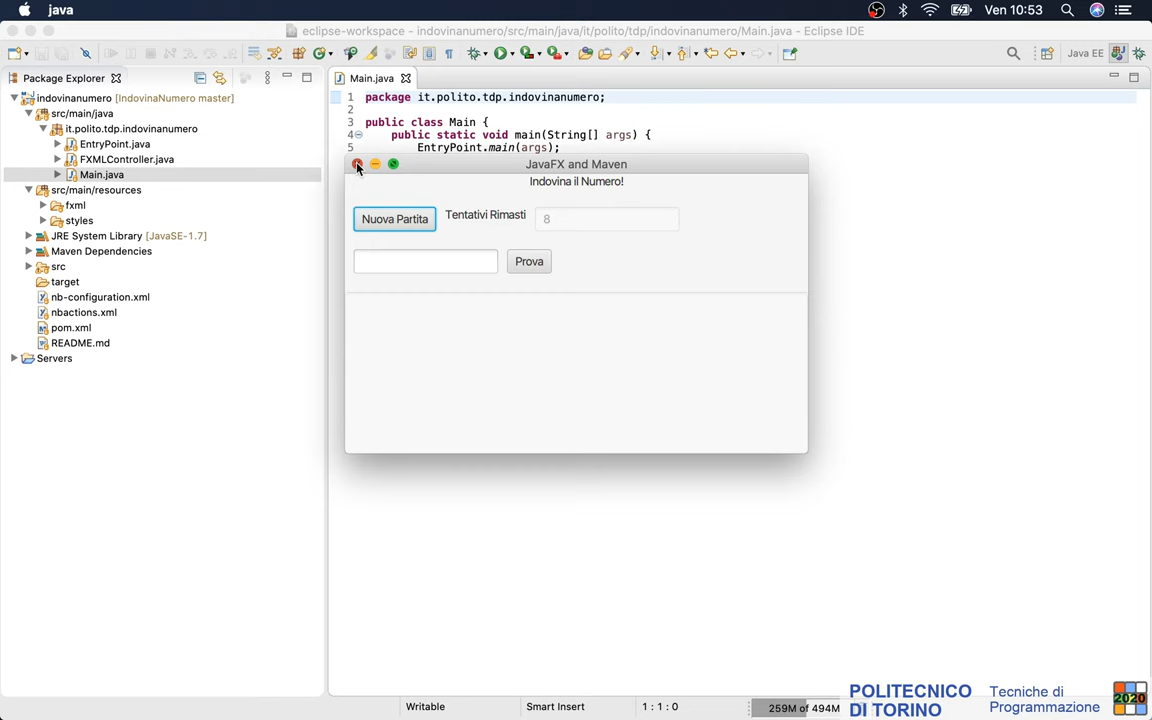 java
Ven 10:53
eclipse-workspace - indovinanumero/src/main/java/it/polito/tdp/indovinanumero/Main.java - Eclipse IDE
Java EE
Package Explorer
Main.java
indovinanumero [IndovinaNumero master]
src/main/java
it.polito.tdp.indovinanumero
EntryPoint.java
FXMLController.java
Main.java
src/main/resources
fxml
styles
JRE System Library [JavaSE-1.7]
Maven Dependencies
src
target
nb-configuration.xml
nbactions.xml
pom.xml
README.md
Servers
1 package it.polito.tdp.indovinanumero;
2
3 public class Main {
4 public static void main(String[] args) {
5 EntryPoint.main(args);
JavaFX and Maven
Indovina il Numero!
Nuova Partita
Tentativi Rimasti
8
Prova
Writable
Smart Insert
1 : 1 : 0
259M of 494M
POLITECNICO
DI TORINO
Tecniche di
Programmazione
2020